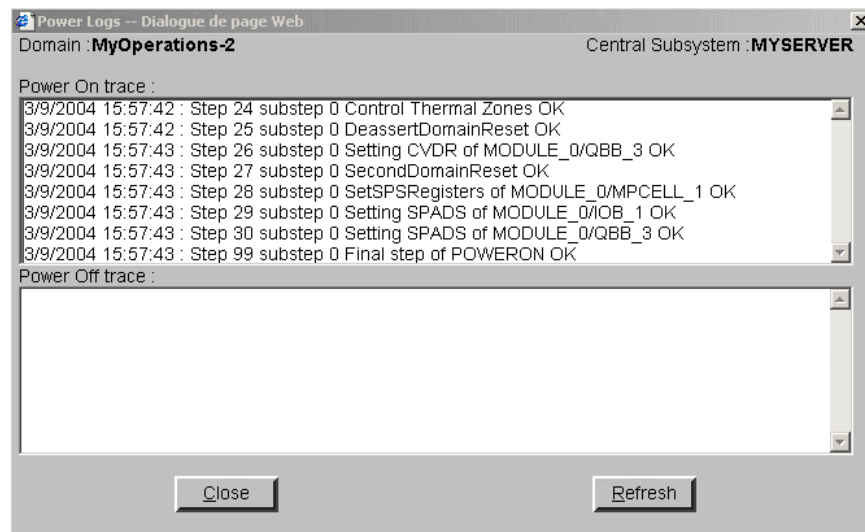 Power Logs -- Dialogue de page Web
Domain :MyOperations-2 Central Subsystem :MYSERVER
Power On trace :
3/9/2004 15:57:42 : Step 24 substep 0 Control Thermal Zones OK
3/9/2004 15:57:42 : Step 25 substep 0 DeassertDomainReset OK
3/9/2004 15:57:43 : Step 26 substep 0 Setting CVDR of MODULE_0/QBB_3 OK
3/9/2004 15:57:43 : Step 27 substep 0 SecondDomainReset OK
3/9/2004 15:57:43 : Step 28 substep 0 SetSPSRegisters of MODULE_0/MPCELL_1 OK
3/9/2004 15:57:43 : Step 29 substep 0 Setting SPADS of MODULE_0/IOB_1 OK
3/9/2004 15:57:43 : Step 30 substep 0 Setting SPADS of MODULE_0/QBB_3 OK
3/9/2004 15:57:43 : Step 99 substep 0 Final step of POWERON OK
Power Off trace :
Close Refresh